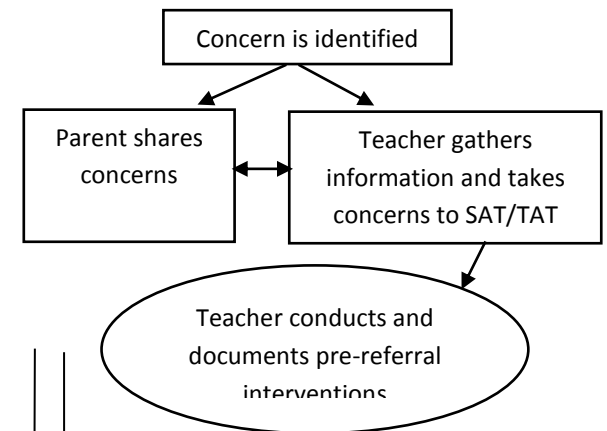 Concern is identified
Parent shares
concerns
Teacher gathers
information and takes
concerns to SAT/TAT
Teacher conducts and
documents pre-referral
interventions